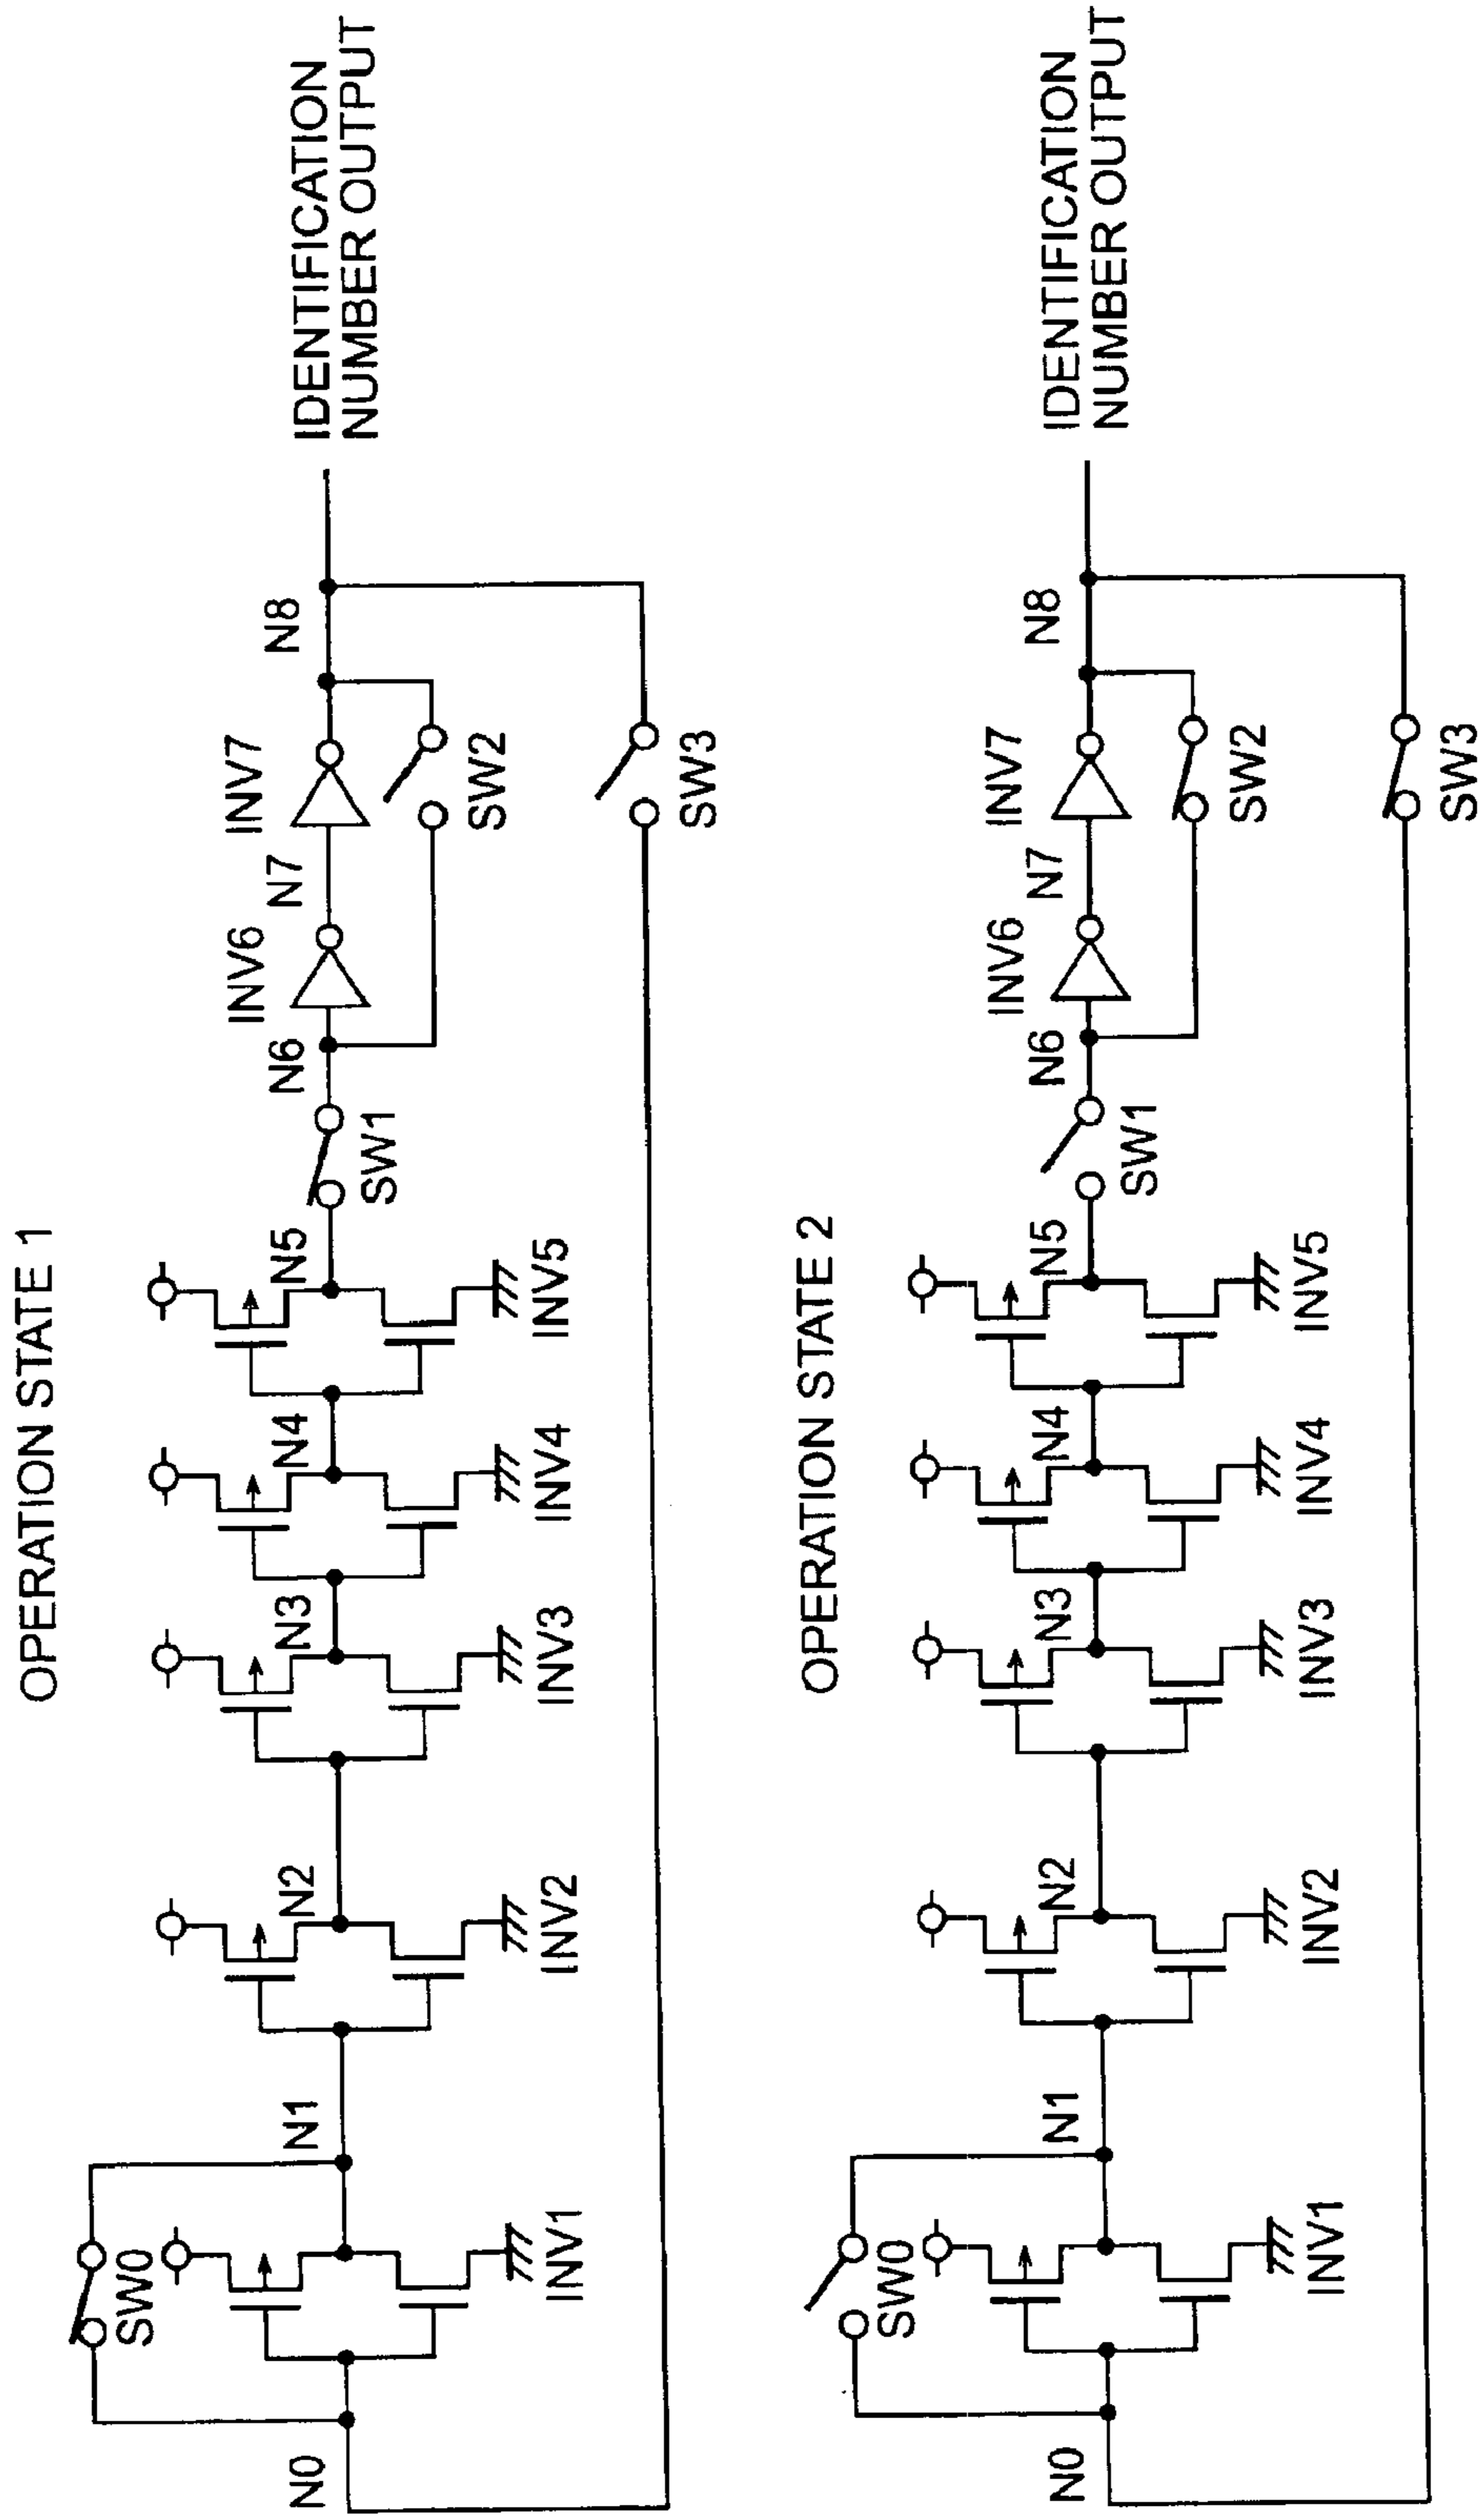 OPERATION STATE 1
SW0
N0
N1
N2
N3
N4
N5
N6
N7
N8
INV6
INV7
IDENTIFICATION
NUMBER OUTPUT
SW1
SW2
INV1
INV2
INV3
INV4
INV5
SW3
OPERATION STATE 2
SW0
N0
N1
N2
N3
N4
N5
N6
N7
N8
INV6
INV7
IDENTIFICATION
NUMBER OUTPUT
SW1
SW2
INV1
INV2
INV3
INV4
INV5
SW3